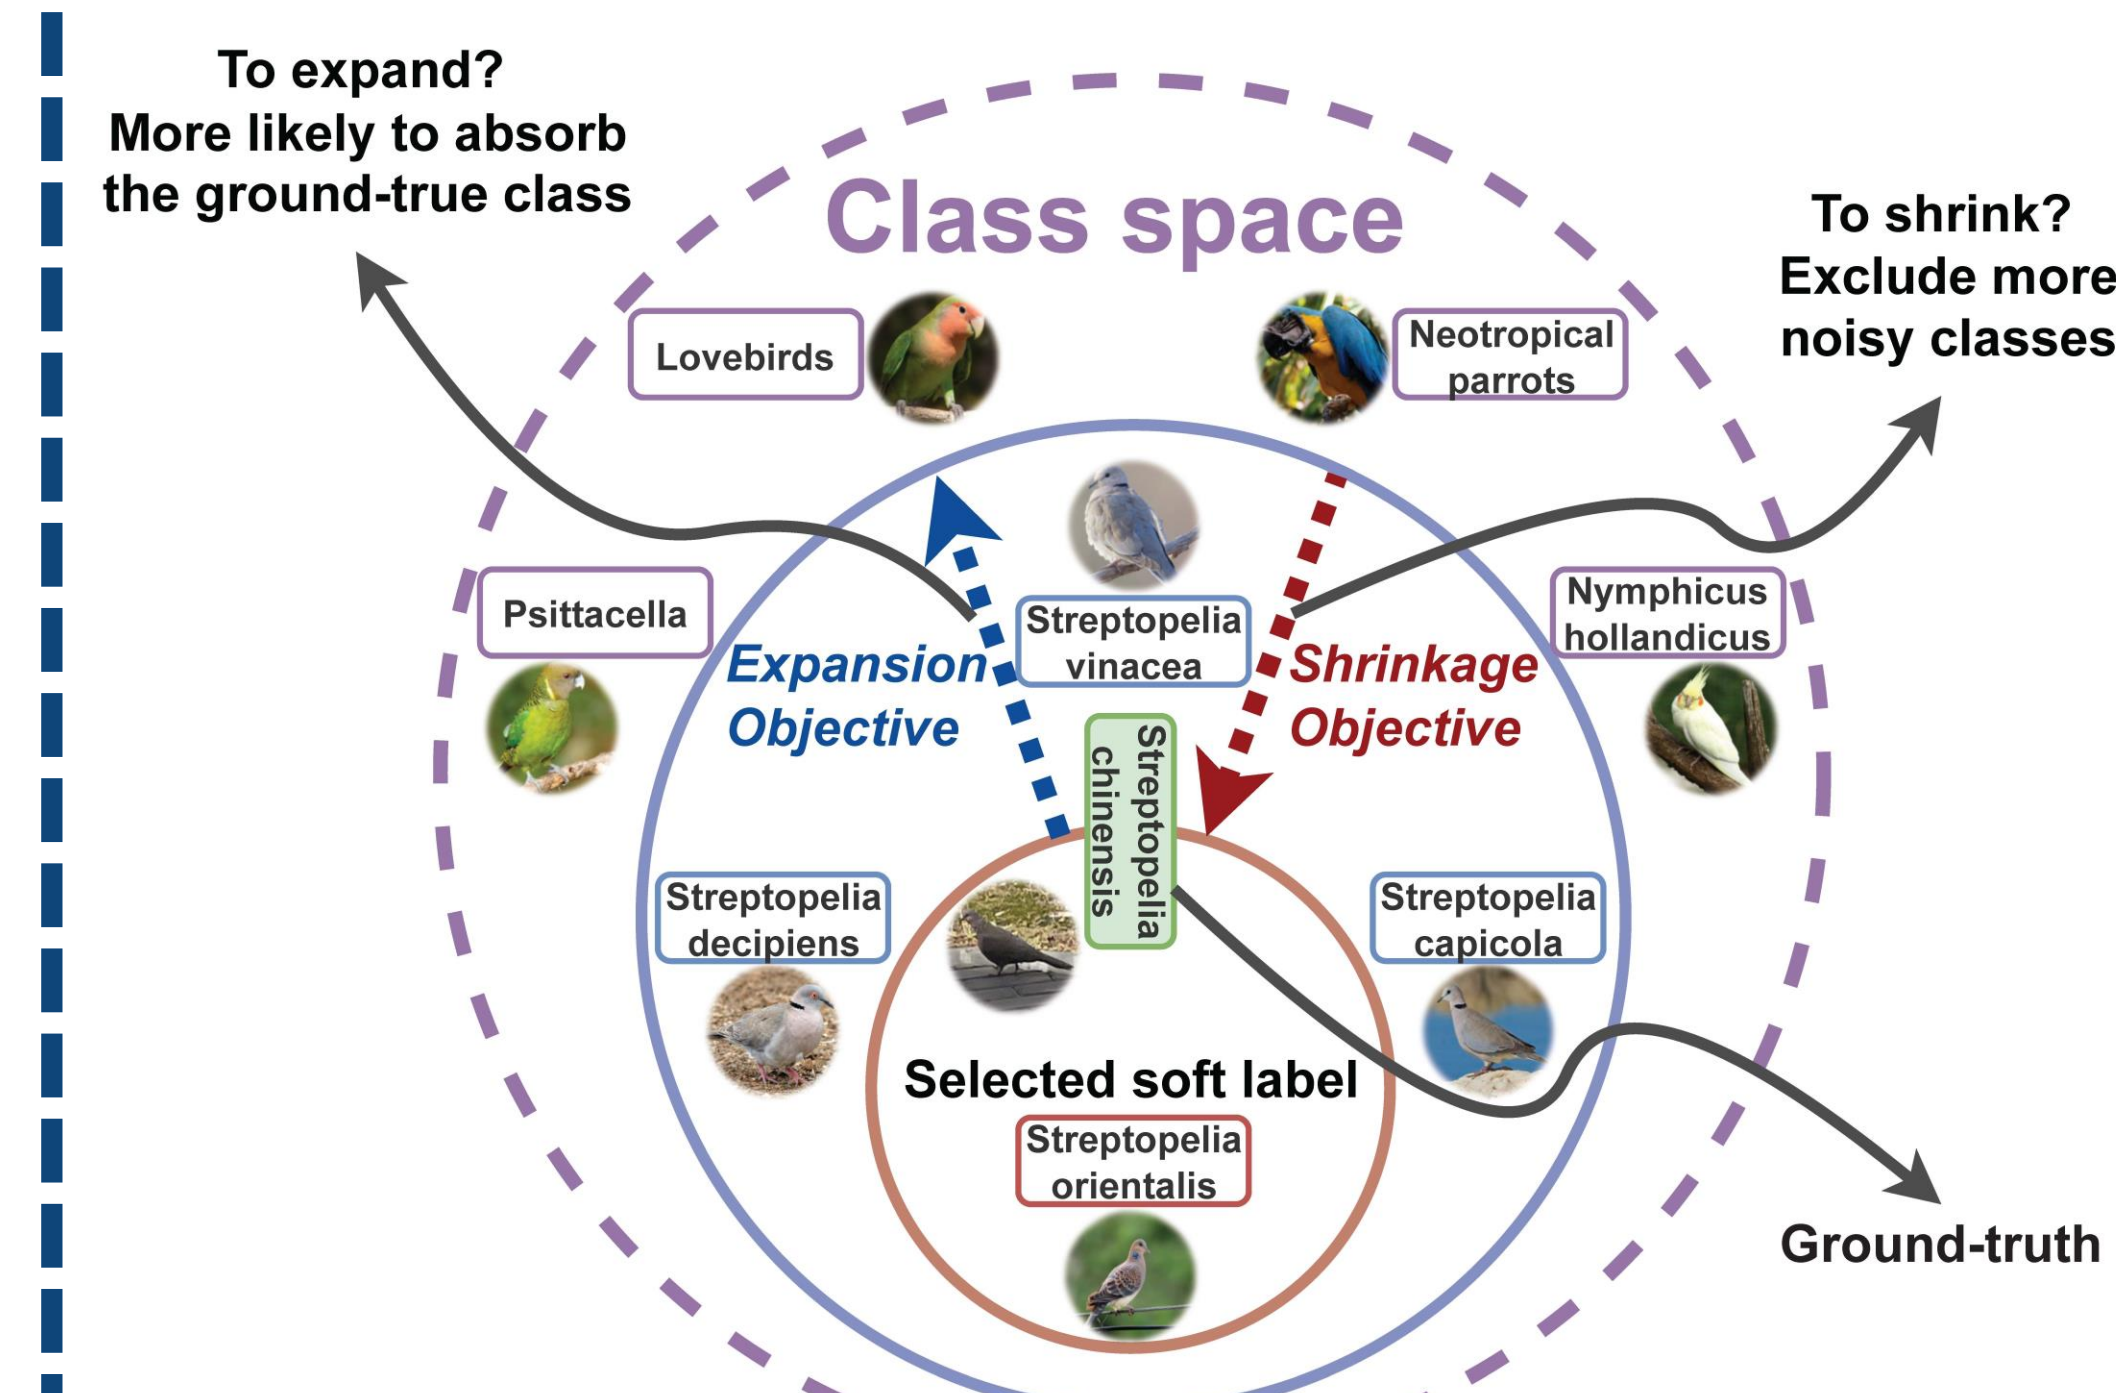 To expand?
More likely to absorb
the ground-true class
Class space
To shrink?
Exclude more
noisy classes
Lovebirds
Neotropical
parrots
Psittacella
Streptopelia
vinacea
Nymphicus
hollandicus
Expansion
Objective
Shrinkage
Objective
Streptopelia
chinensis
Streptopelia
decipiens
Streptopelia
capicola
Selected soft label
Streptopelia
orientalis
Ground-truth